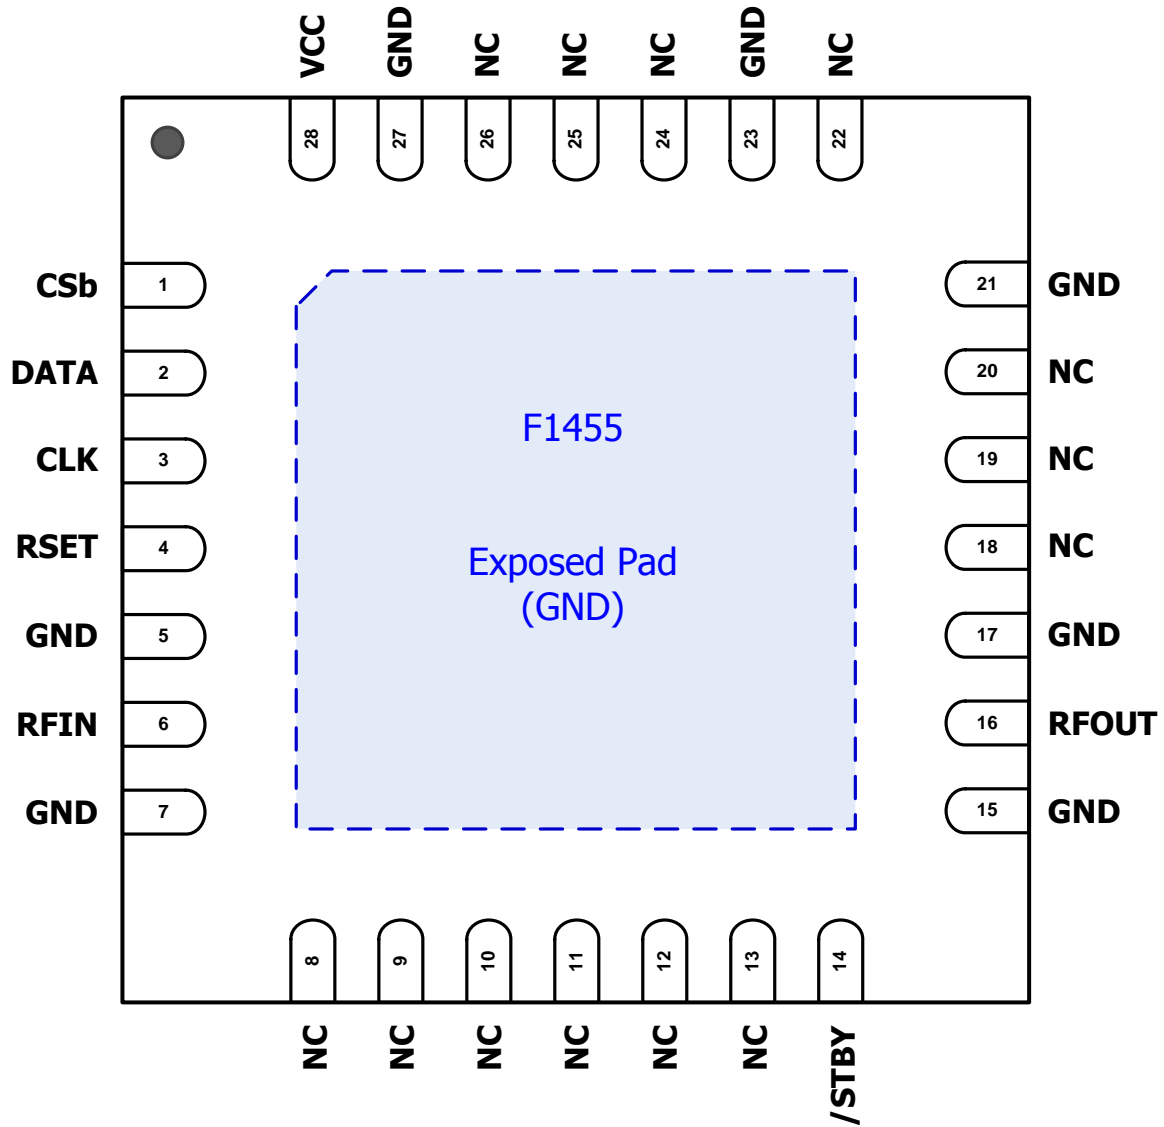 VCC
GND
NC
NC
NC
GND
NC
28
27
26
25
24
23
22
CSb 1
DATA 2
CLK 3
RSET 4
GND 5
RFIN 6
GND 7
F1455
Exposed Pad
(GND)
21 GND
20 NC
19 NC
18 NC
17 GND
16 RFOUT
15 GND
8
9
10
11
12
13
14
NC
NC
NC
NC
NC
NC
/STBY